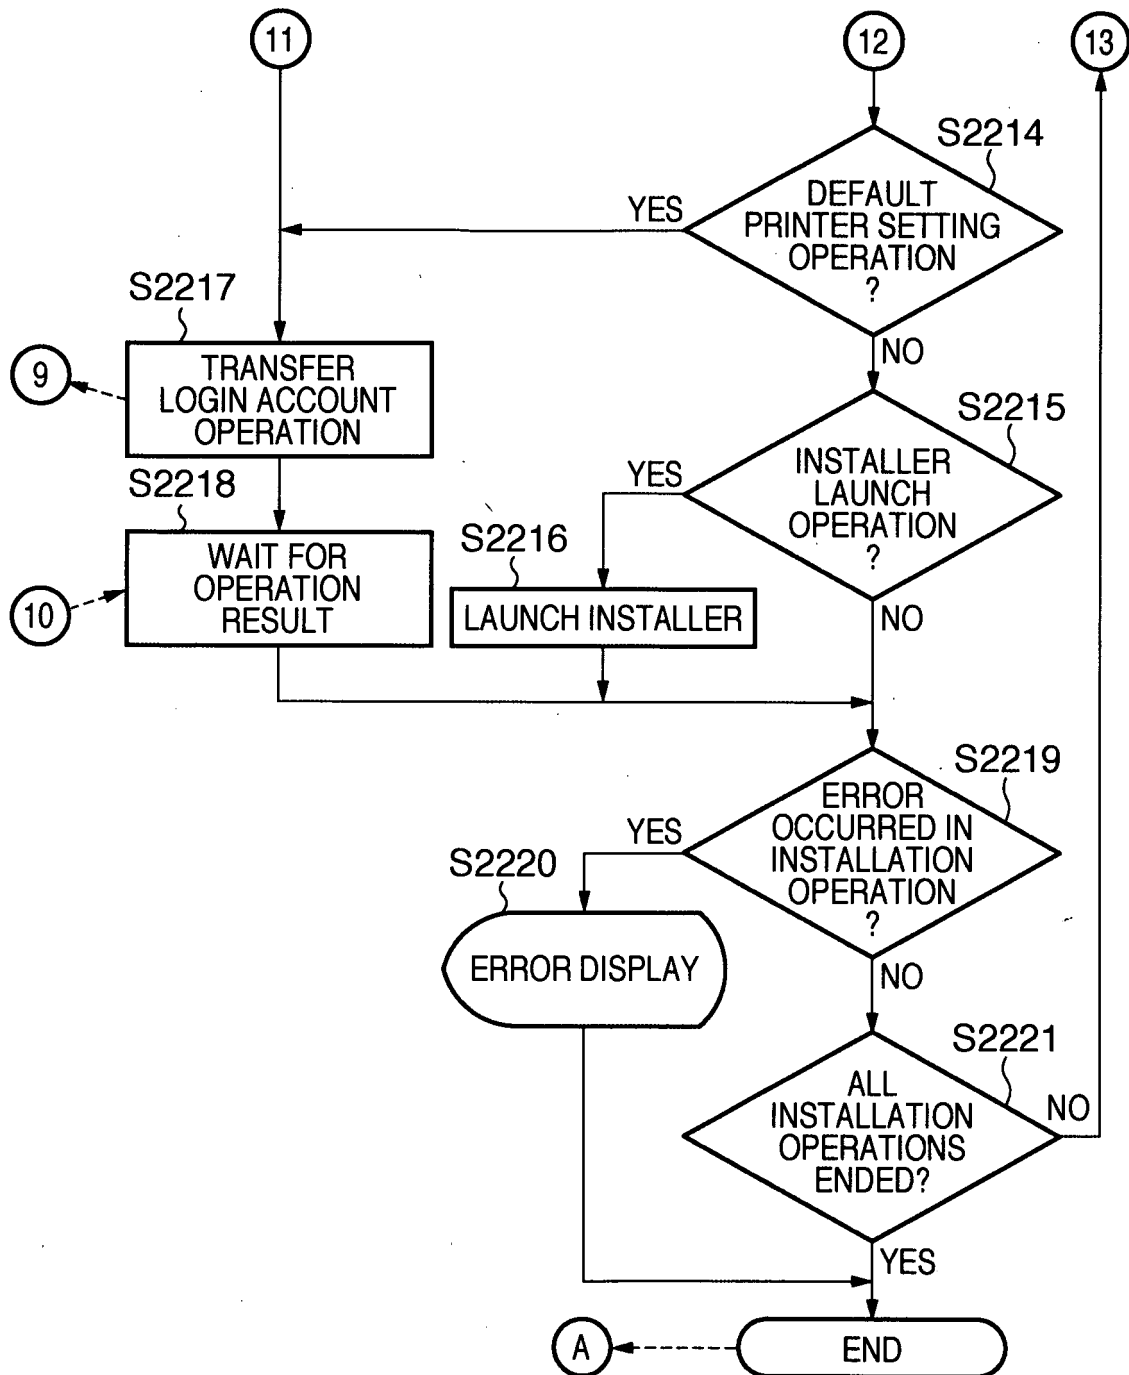 11
12
13
S2214
DEFAULT
PRINTER SETTING
OPERATION
?
YES
NO
S2217
TRANSFER
LOGIN ACCOUNT
OPERATION
9
S2215
INSTALLER
LAUNCH
OPERATION
?
YES
NO
S2218
WAIT FOR
OPERATION
RESULT
10
S2216
LAUNCH INSTALLER
S2219
ERROR
OCCURRED IN
INSTALLATION
OPERATION
?
YES
NO
S2220
ERROR DISPLAY
S2221
ALL
INSTALLATION
OPERATIONS
ENDED?
NO
YES
END
A